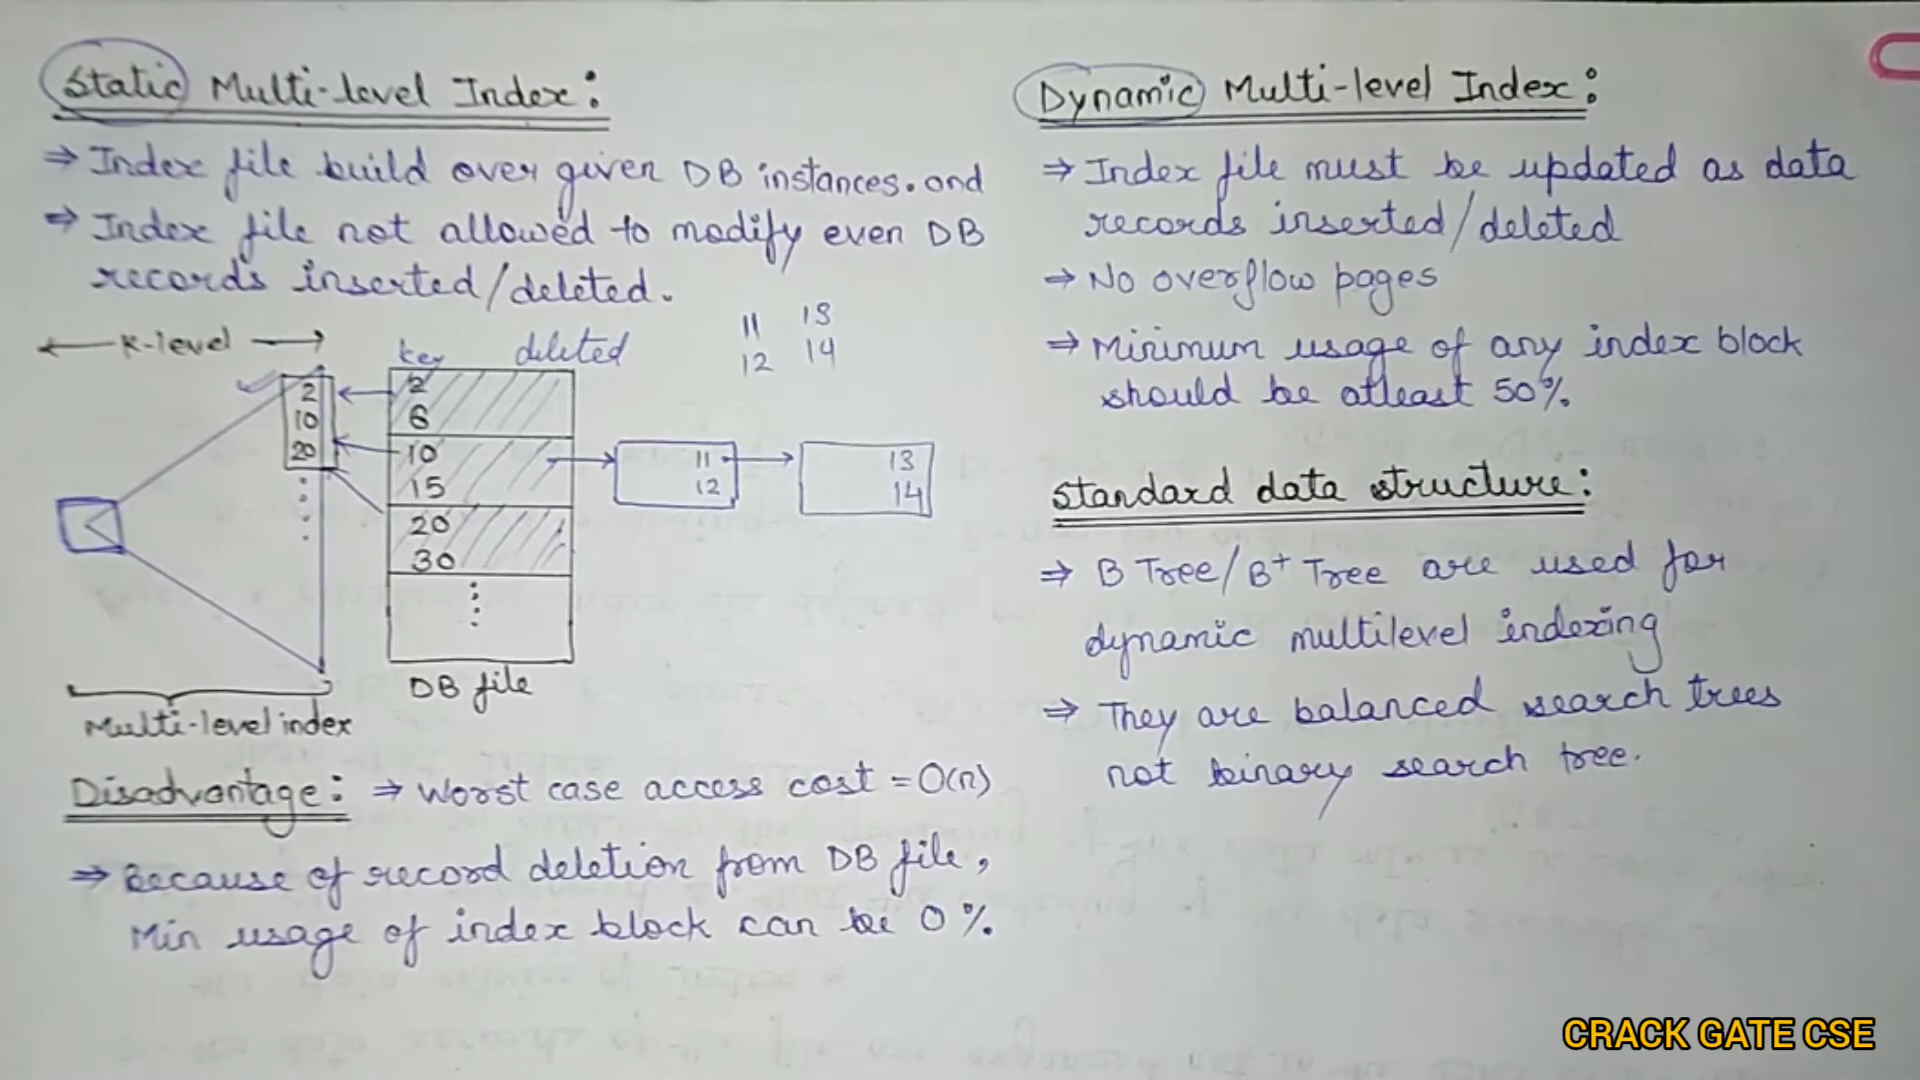 Static Multi-level Index:
⇒ Index file build over given DB instances. and
⇒ Index file not allowed to modify even DB
records inserted/deleted.
K-level
key
deleted
11 13
12 14
2
10
20
2
6
10
15
20
30
11
12
13
14
DB file
Multi-level index
Disadvantage: ⇒ Worst case access cost = O(n)
⇒ Because of record deletion from DB file,
Min usage of index block can be 0%.
Dynamic Multi-level Index:
⇒ Index file must be updated as data
records inserted/deleted
⇒ No overflow pages
⇒ Minimum usage of any index block
should be atleast 50%.
Standard data structure:
⇒ B Tree/B+ Tree are used for
dynamic multilevel indexing
⇒ They are balanced search trees
not binary search tree.
CRACK GATE CSE